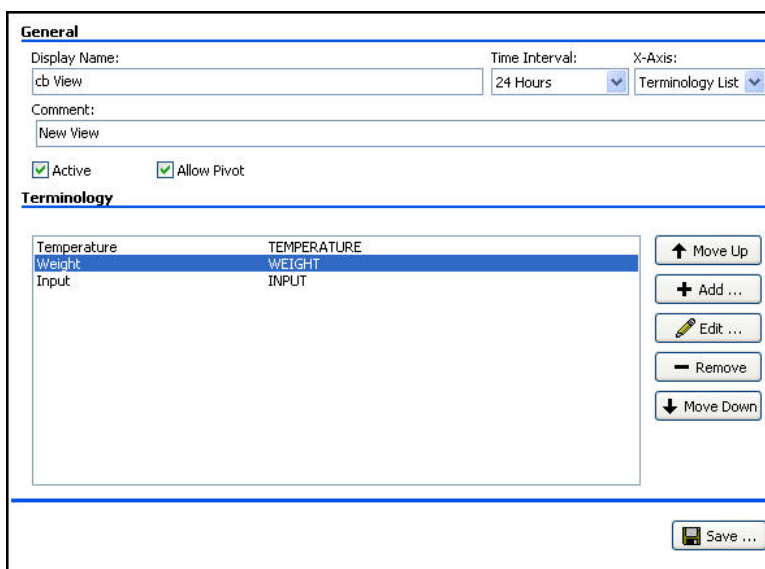 General
Display Name: Time Interval: X-Axis:
cb View 24 Hours Terminology List
Comment:
New View
Active Allow Pivot
Terminology
Temperature TEMPERATURE
Weight WEIGHT
Input INPUT
Move Up
Add ...
Edit ...
Remove
Move Down
Save ...